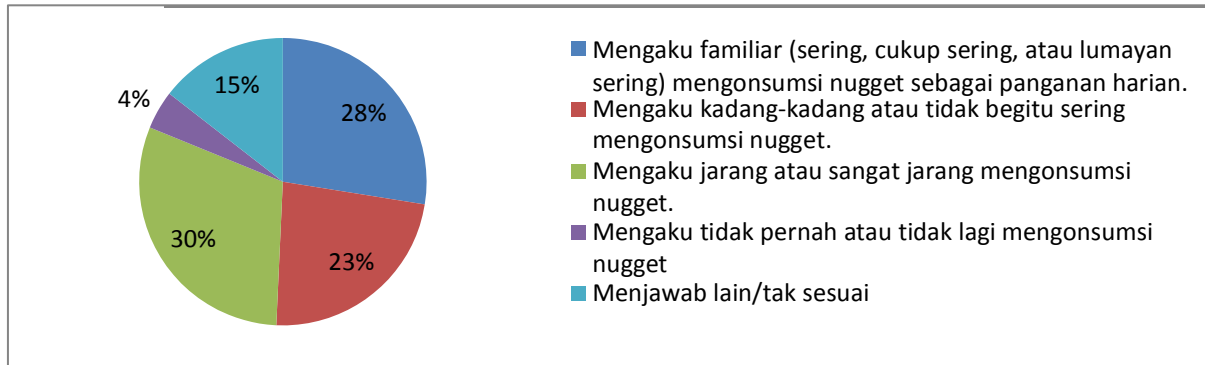 28%
23%
30%
4%
15%
Mengaku familiar (sering, cukup sering, atau lumayan
sering) mengonsumsi nugget sebagai panganan harian.
Mengaku kadang-kadang atau tidak begitu sering
mengonsumsi nugget.
Mengaku jarang atau sangat jarang mengonsumsi
nugget.
Mengaku tidak pernah atau tidak lagi mengonsumsi
nugget
Menjawab lain/tak sesuai